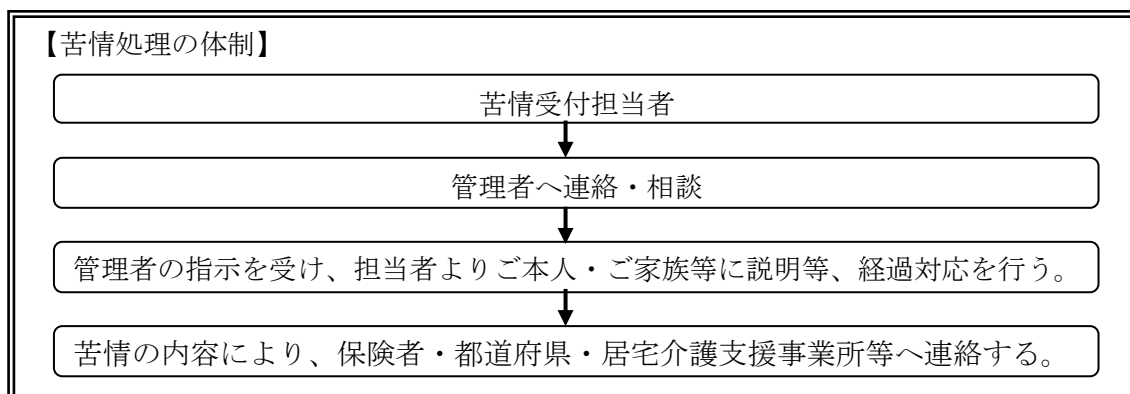 【苦情処理の体制】
苦情受付担当者
管理者へ連絡・相談
管理者の指示を受け、担当者よりご本人・ご家族等に説明等、経過対応を行う。
苦情の内容により、保険者・都道府県・居宅介護支援事業所等へ連絡する。